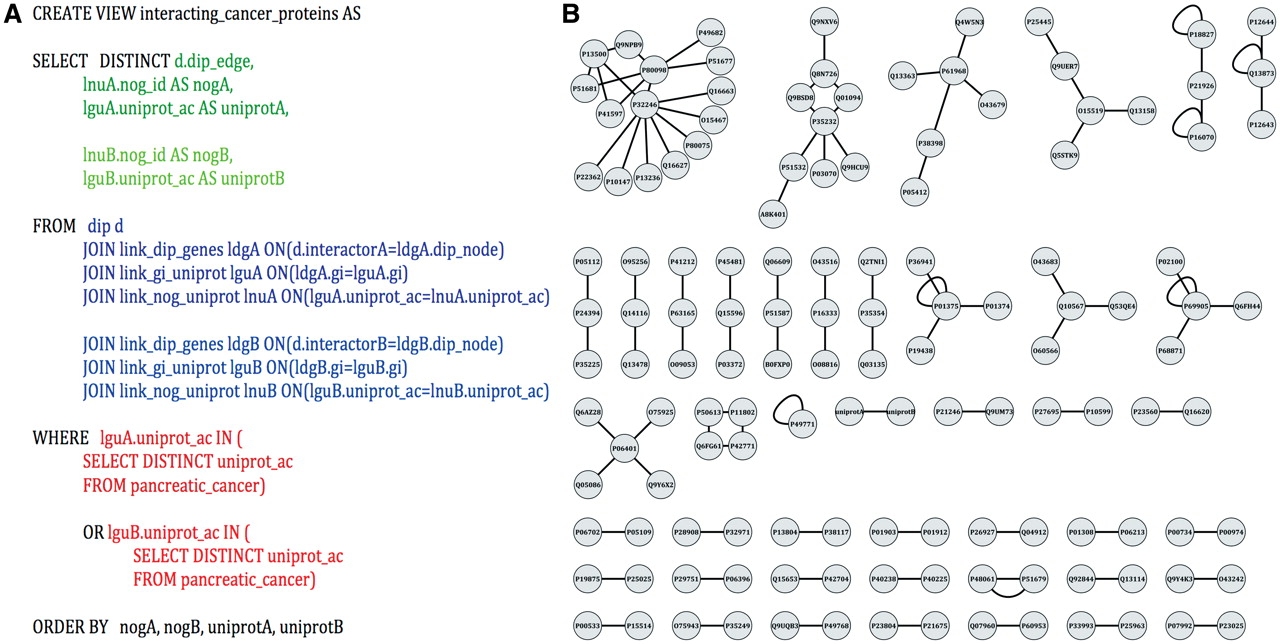 A
CREATE VIEW interacting_cancer_proteins AS
SELECT DISTINCT d.dip_edge,
lnuA.nog_id AS nogA,
lguA.uniprot_ac AS uniprotA,
lnuB.nog_id AS nogB,
lguB.uniprot_ac AS uniprotB
FROM dip d
JOIN link_dip_genes ldgA ON(d.interactorA=ldgA.dip_node)
JOIN link_gi_uniprot lguA ON(ldgA.gi=lguA.gi)
JOIN link_nog_uniprot lnuA ON(lguA.uniprot_ac=lnuA.uniprot_ac)
JOIN link_dip_genes ldgB ON(d.interactorB=ldgB.dip_node)
JOIN link_gi_uniprot lguB ON(ldgB.gi=lguB.gi)
JOIN link_nog_uniprot lnuB ON(lguB.uniprot_ac=lnuB.uniprot_ac)
WHERE lguA.uniprot_ac IN (
SELECT DISTINCT uniprot_ac
FROM pancreatic_cancer)
OR lguB.uniprot_ac IN (
SELECT DISTINCT uniprot_ac
FROM pancreatic_cancer)
ORDER BY nogA, nogB, uniprotA, uniprotB
B
Q9NPB9
P49682
P13500
P80098
P51677
P51681
Q16663
P32246
P41597
O15467
P80075
Q16627
P22362
P10147
P13236
Q9NXV6
Q8N726
Q9BSD8
Q01094
P35232
P51532
P03070
Q9HCU9
A8K401
Q4W5N3
Q13363
P61968
O43679
P38398
P05412
P25445
Q9UER7
O15519
Q13158
Q5STK9
P18827
P21926
P16070
P12644
Q13873
P12643
P05112
O95256
P41212
P45481
Q06609
O43516
Q2TNI1
P24394
Q14116
P63165
Q15596
P51587
P16333
P35354
P35225
Q13478
O09053
P03372
B0FXP0
O08816
Q03135
P36941
P01375
P01374
P19438
O43683
Q10567
Q53QE4
O60566
P02100
P69905
Q6FH44
P68871
Q6AZ28
O75925
P06401
Q05086
Q9Y6X2
P50613
P11802
Q6FG61
P42771
P49771
uniprotA
uniprotB
P21246
Q9UM73
P27695
P10599
P23560
Q16620
P06702
P05109
P28908
P32971
P13804
P38117
P01903
P01912
P26927
Q04912
P01308
P06213
P00734
P00974
P19875
P25025
P29751
P06396
Q15653
P42704
P40238
P40225
P48061
P51679
Q92844
Q13114
Q9Y4K3
O43242
P00533
P15514
O75943
P35249
Q9UQB3
P49768
P23804
P21675
Q07960
P60953
P33993
P25963
P07992
P23025